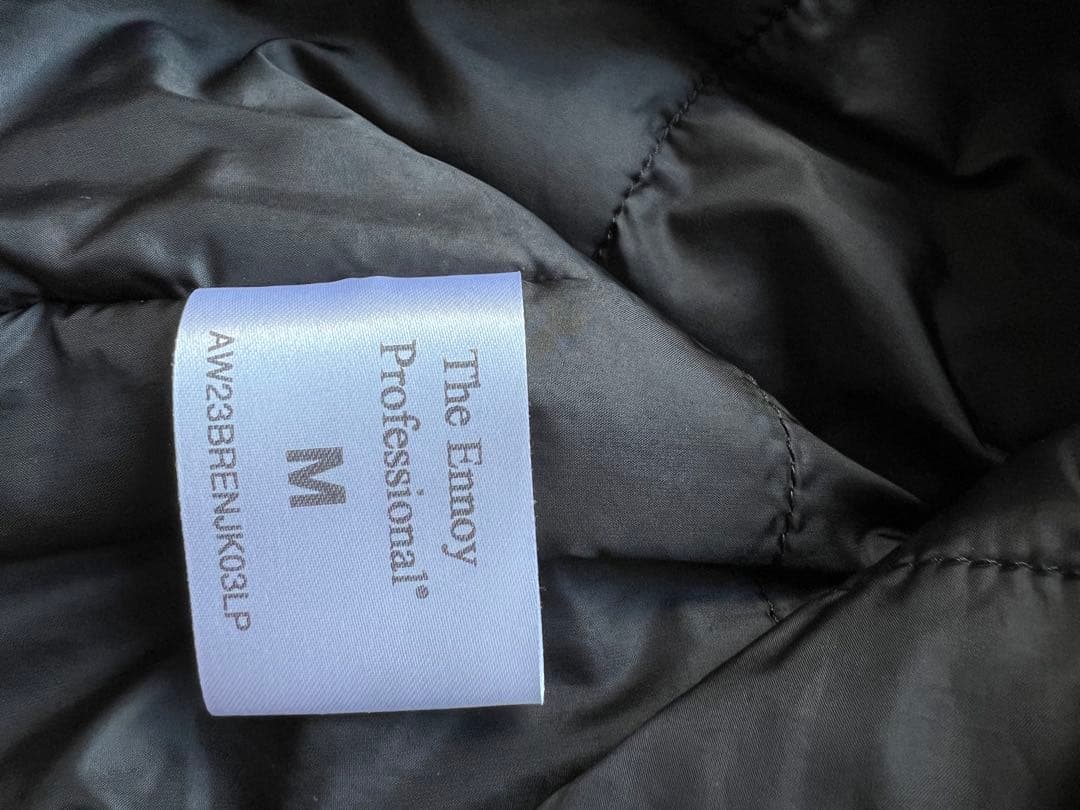 The Ennoy
Professional®
M
AW23BRENJK03LP